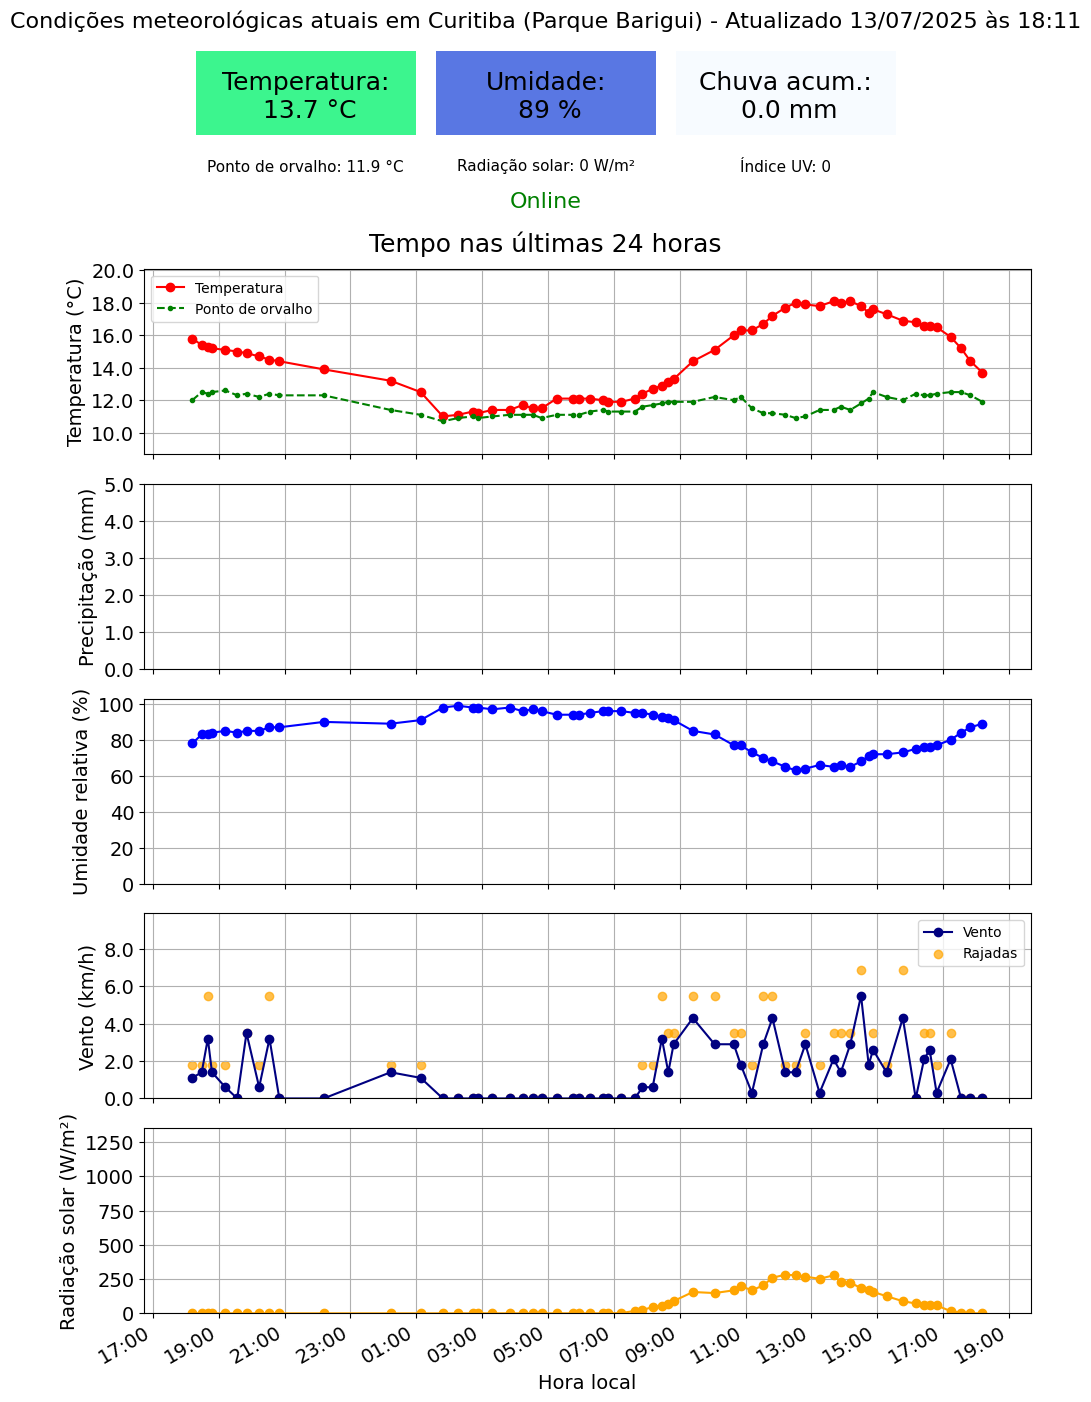 Condições meteorológicas atuais em Curitiba (Parque Barigui) - Atualizado 13/07/2025 às 18:11
Temperatura:
13.7 °C
Umidade:
89 %
Chuva acum.:
0.0 mm
Ponto de orvalho: 11.9 °C
Radiação solar: 0 W/m²
Índice UV: 0
Online
Tempo nas últimas 24 horas
Temperatura (°C)
20.0
18.0
16.0
14.0
12.0
10.0
Temperatura
Ponto de orvalho
Precipitação (mm)
5.0
4.0
3.0
2.0
1.0
0.0
Umidade relativa (%)
100
80
60
40
20
0
Vento (km/h)
8.0
6.0
4.0
2.0
0.0
Vento
Rajadas
Radiação solar (W/m²)
1250
1000
750
500
250
0
17:00
19:00
21:00
23:00
01:00
03:00
05:00
07:00
09:00
11:00
13:00
15:00
17:00
19:00
Hora local